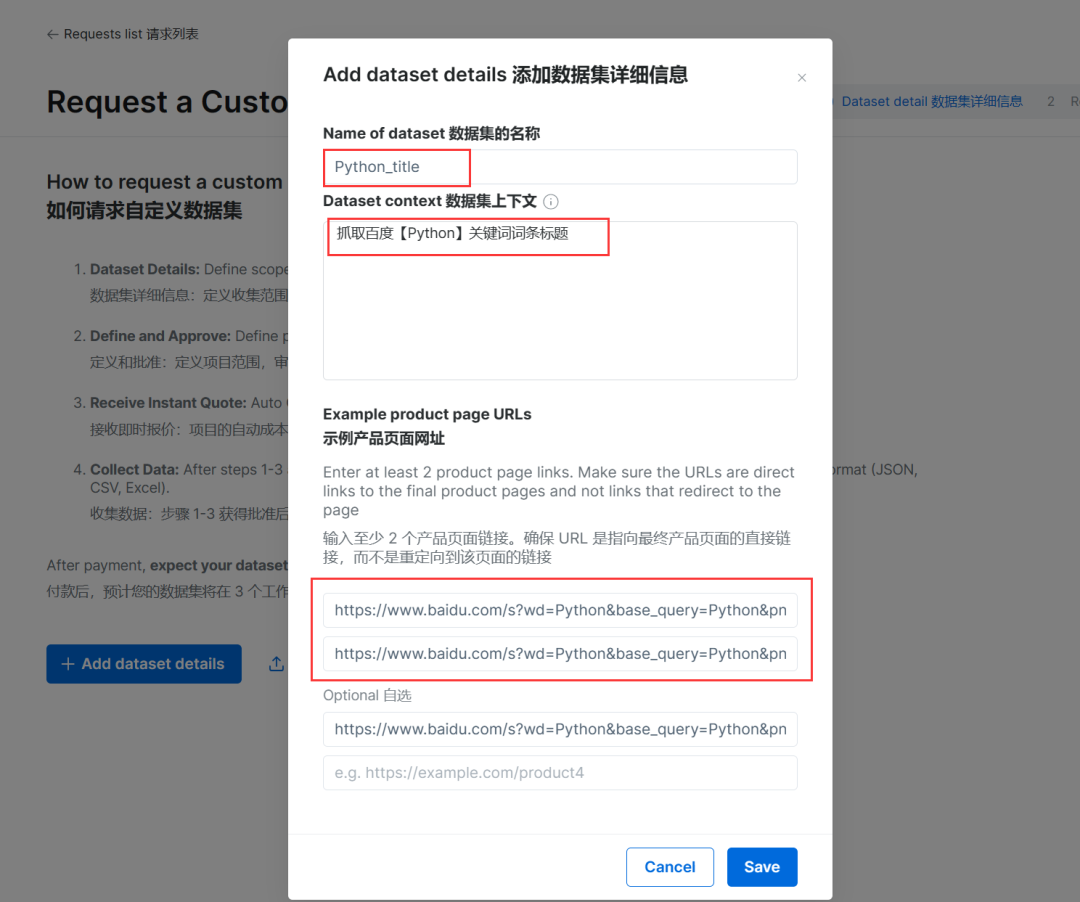 ← Requests list 请求列表
Request a Custo
Dataset detail 数据集详细信息 2 R
How to request a custom
如何请求自定义数据集
1. Dataset Details: Define scope
数据集详细信息：定义收集范围
2. Define and Approve: Define p
定义和批准：定义项目范围，审
3. Receive Instant Quote: Auto
接收即时报价：项目的自动成本
4. Collect Data: After steps 1-3
ormat (JSON,
CSV, Excel).
收集数据：步骤 1-3 获得批准后
After payment, expect your dataset
付款后，预计您的数据集将在 3 个工作
+ Add dataset details
Add dataset details 添加数据集详细信息
×
Name of dataset 数据集的名称
Python_title
Dataset context 数据集上下文
抓取百度【Python】关键词词条标题
Example product page URLs
示例产品页面网址
Enter at least 2 product page links. Make sure the URLs are direct
links to the final product pages and not links that redirect to the
page
输入至少 2 个产品页面链接。确保 URL 是指向最终产品页面的直接链
接，而不是重定向到该页面的链接
https://www.baidu.com/s?wd=Python&base_query=Python&pn
https://www.baidu.com/s?wd=Python&base_query=Python&pn
Optional 自选
https://www.baidu.com/s?wd=Python&base_query=Python&pn
e.g. https://example.com/product4
Cancel
Save